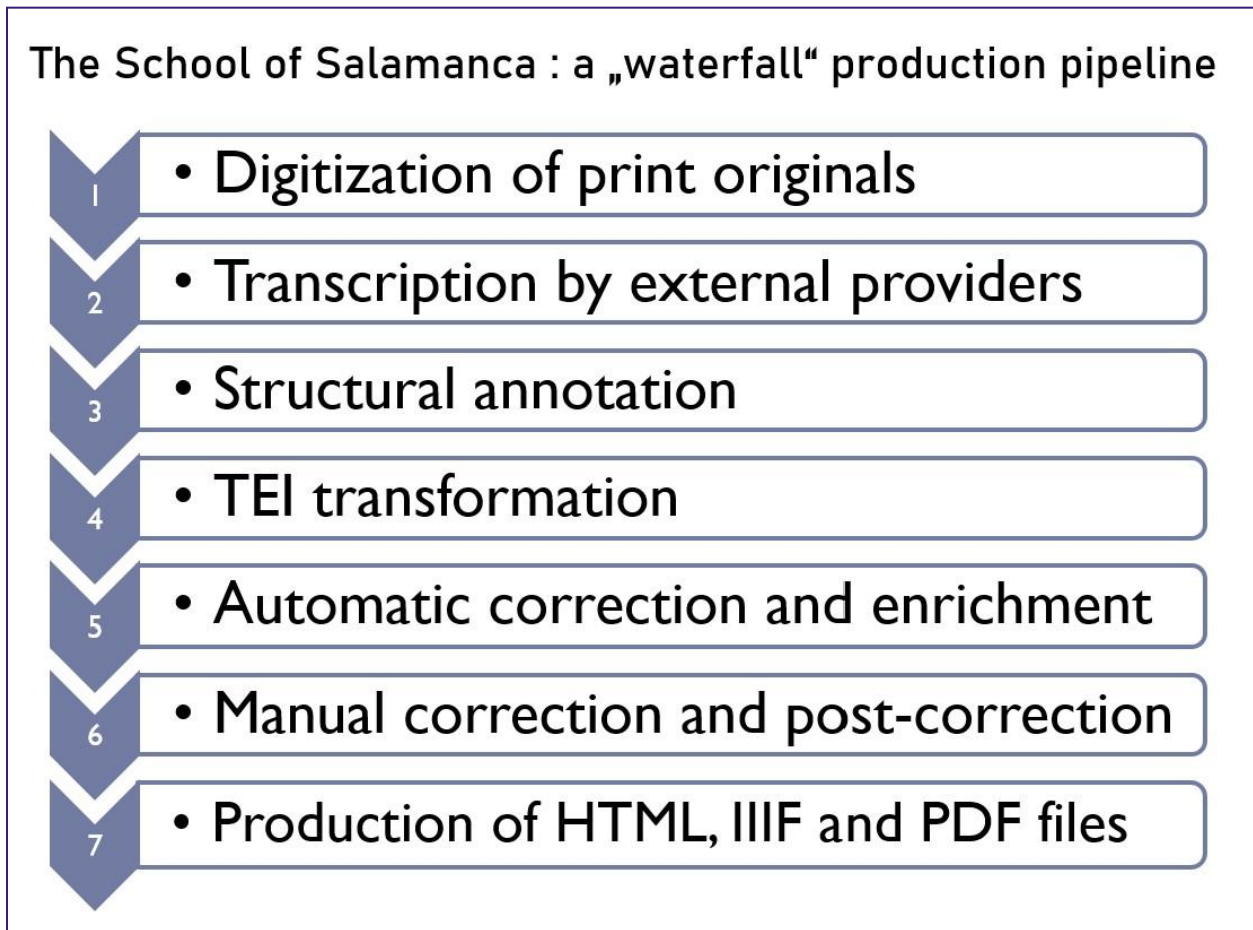 The School of Salamanca : a „waterfall“ production pipeline
1
• Digitization of print originals
2
• Transcription by external providers
3
• Structural annotation
4
• TEI transformation
5
• Automatic correction and enrichment
6
• Manual correction and post-correction
7
• Production of HTML, IIIF and PDF files